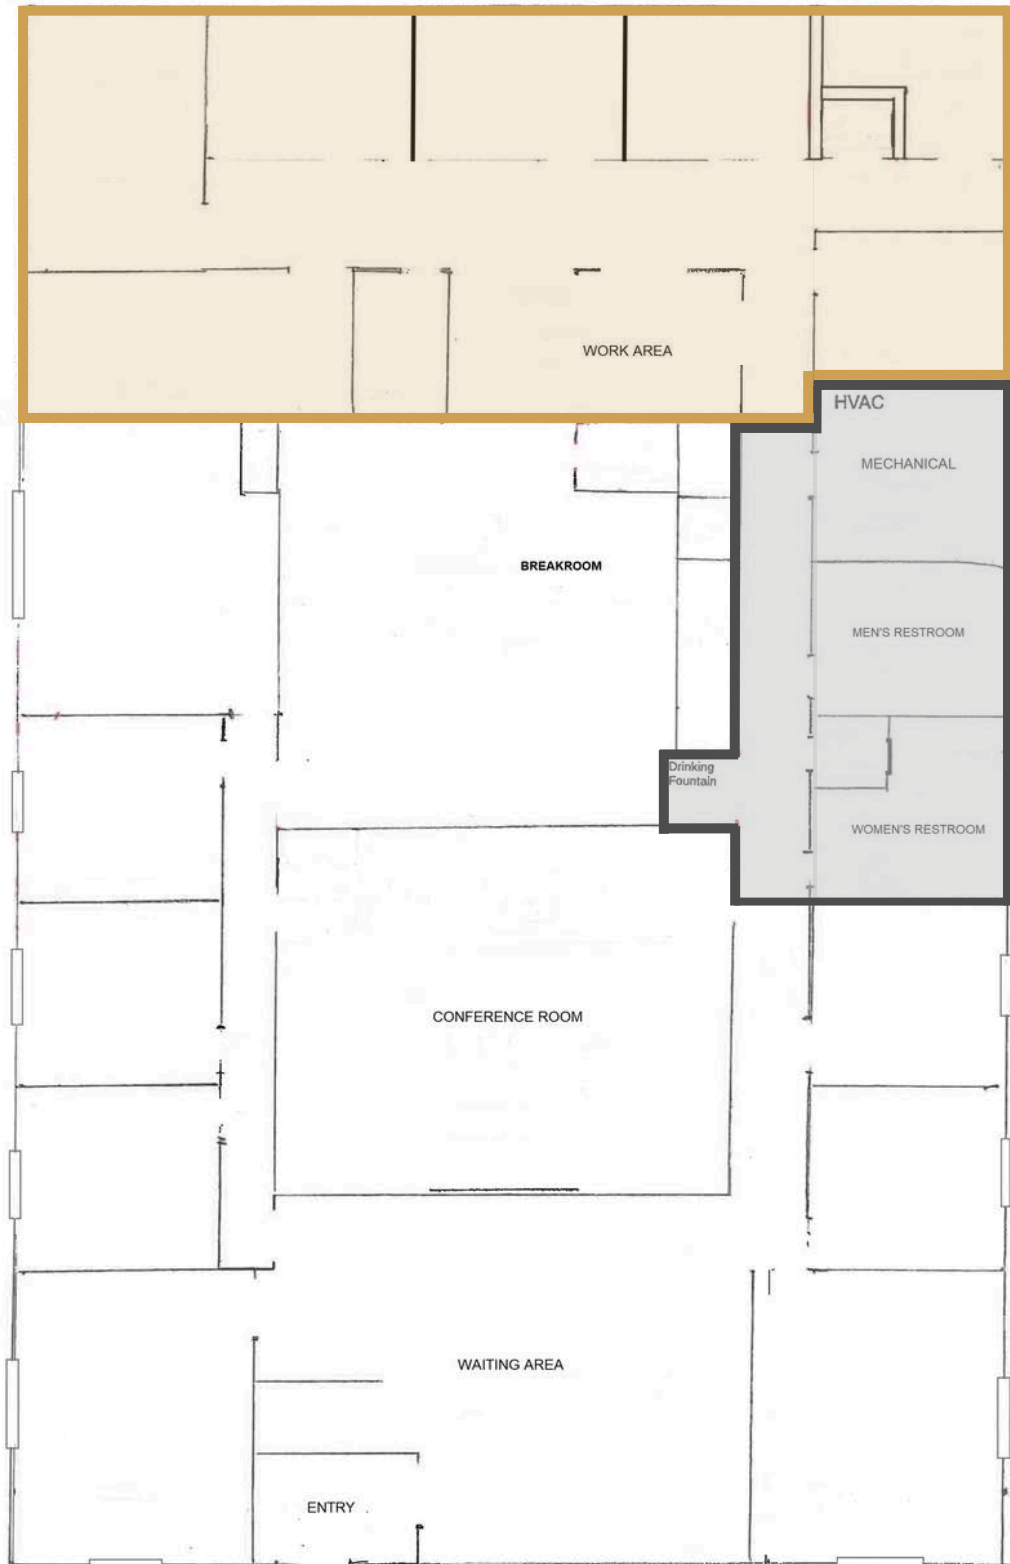 WORK AREA
HVAC
MECHANICAL
BREAKROOM
MEN'S RESTROOM
Drinking
Fountain
WOMEN'S RESTROOM
CONFERENCE ROOM
WAITING AREA
ENTRY